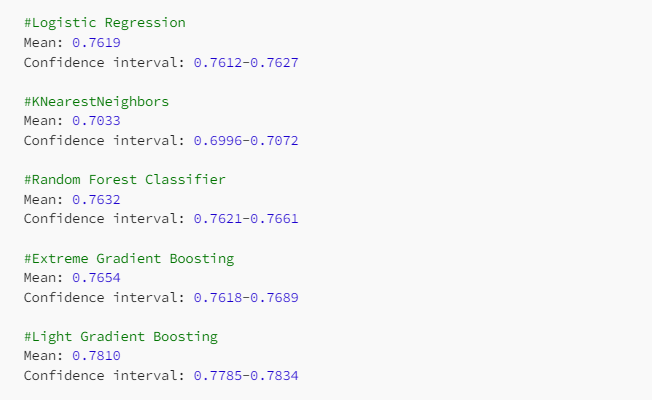 #Logistic Regression
Mean: 0.7619
Confidence interval: 0.7612-0.7627
#KNearestNeighbors
Mean: 0.7033
Confidence interval: 0.6996-0.7072
#Random Forest Classifier
Mean: 0.7632
Confidence interval: 0.7621-0.7661
#Extreme Gradient Boosting
Mean: 0.7654
Confidence interval: 0.7618-0.7689
#Light Gradient Boosting
Mean: 0.7810
Confidence interval: 0.7785-0.7834